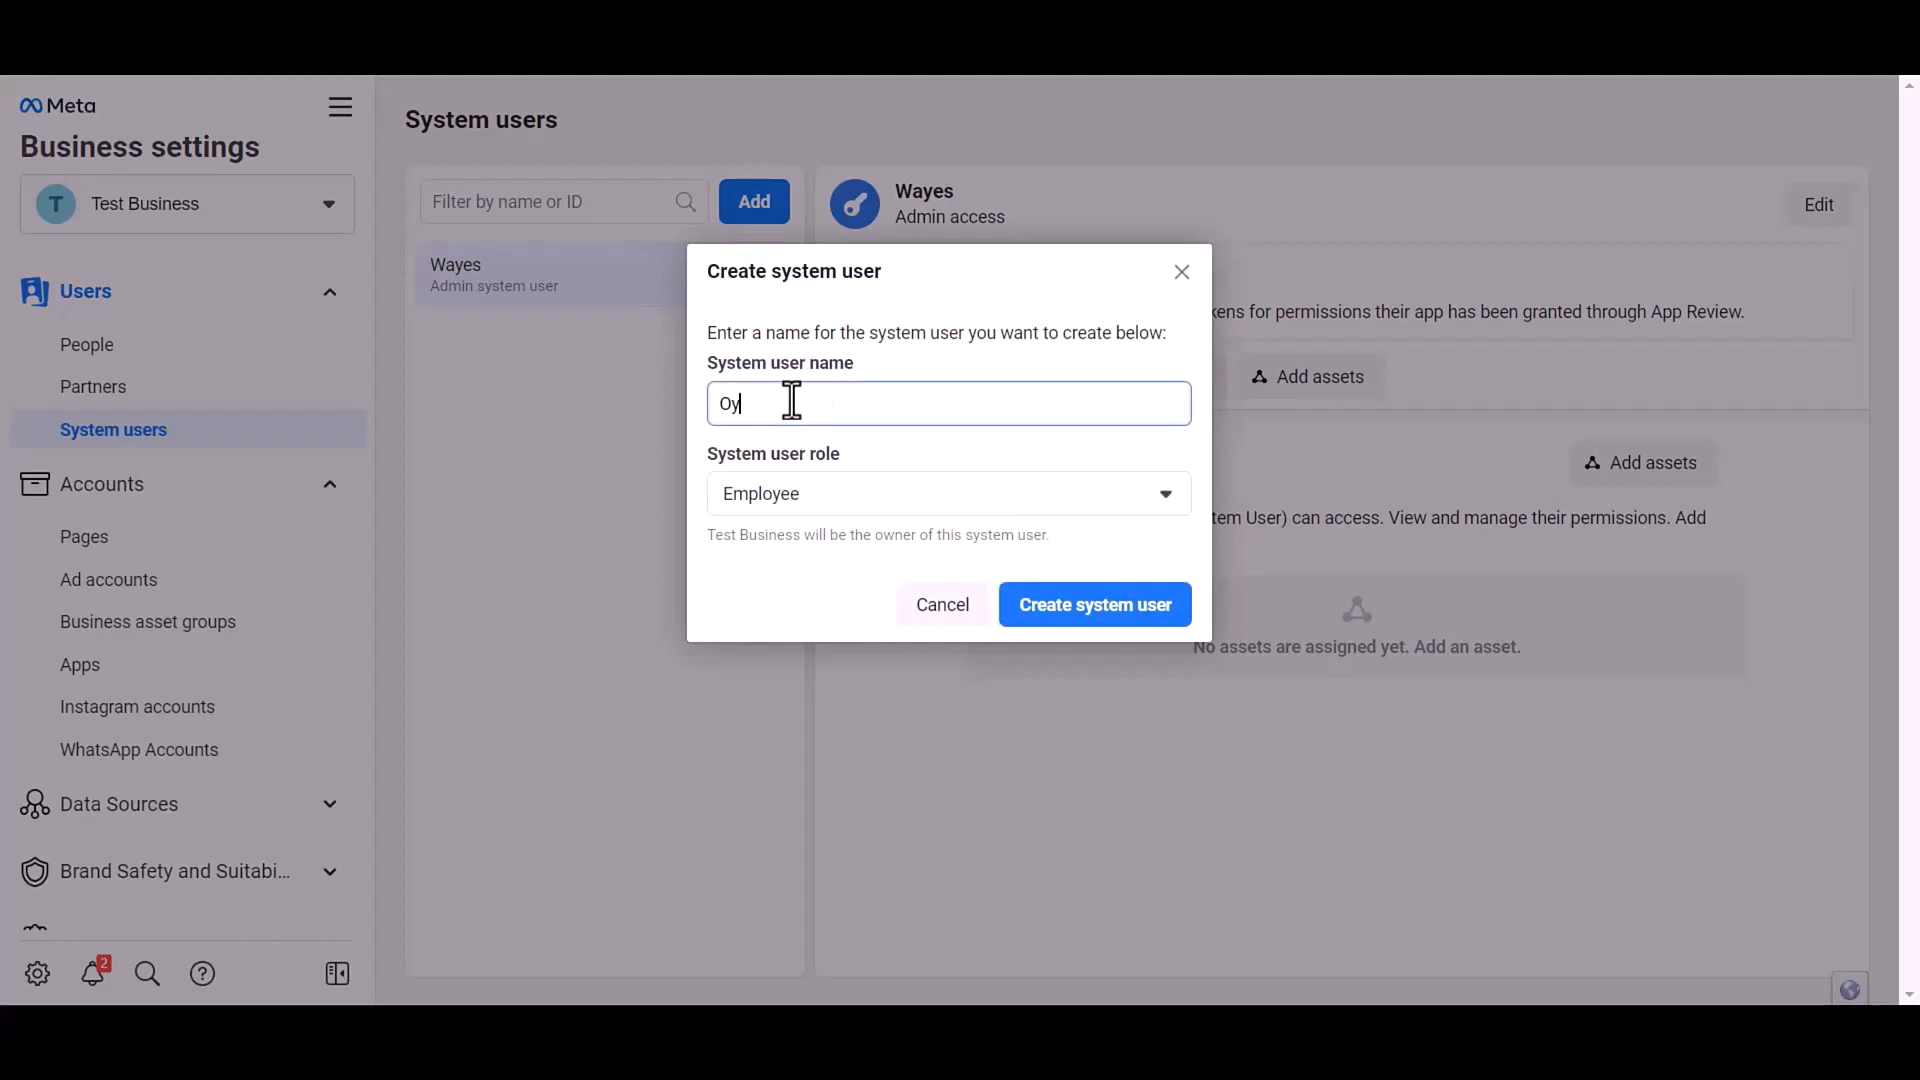 Meta
Business settings
T Test Business
Users
People
Partners
System users
Accounts
Pages
Ad accounts
Business asset groups
Apps
Instagram accounts
WhatsApp Accounts
Data Sources
Brand Safety and Suitabi...
2
System users
Filter by name or ID
Add
Wayes
Admin system user
Wayes
Admin access
Edit
kens for permissions their app has been granted through App Review.
Add assets
Add assets
tem User) can access. View and manage their permissions. Add
No assets are assigned yet. Add an asset.
Create system user
Enter a name for the system user you want to create below:
System user name
Oy
System user role
Employee
Test Business will be the owner of this system user.
Cancel
Create system user